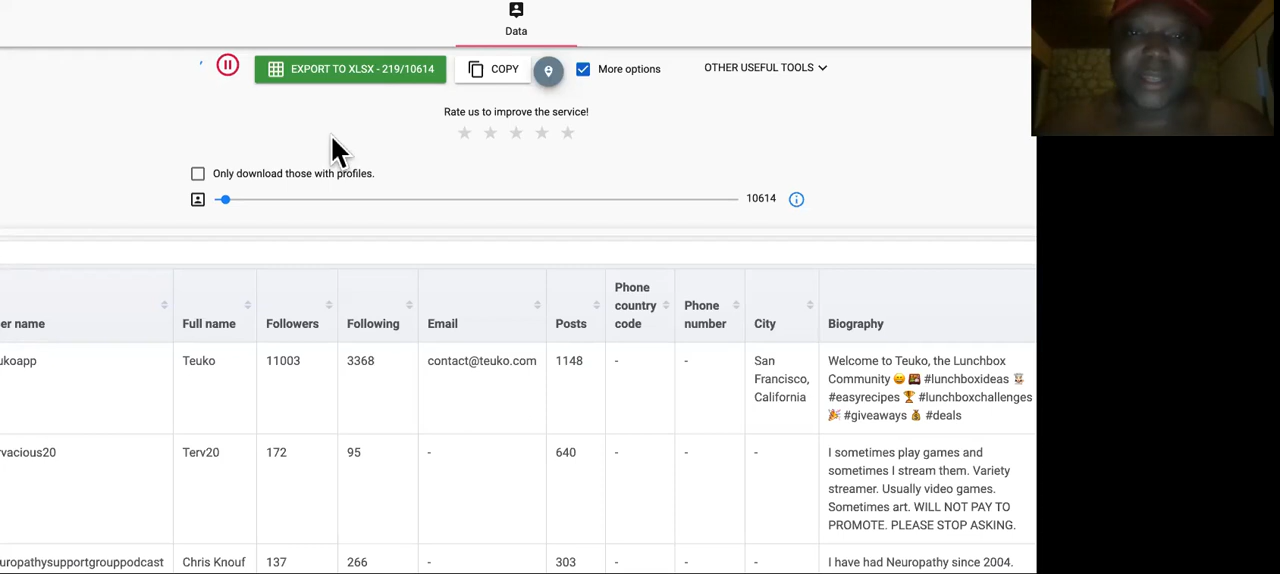 Data
EXPORT TO XLSX - 219/10614
COPY
More options
OTHER USEFUL TOOLS
Rate us to improve the service!
Only download those with profiles.
10614
er name
Full name
Followers
Following
Email
Posts
Phone
country
code
Phone
number
City
Biography
ukoapp
Teuko
11003
3368
contact@teuko.com
1148
-
-
San
Francisco,
California
Welcome to Teuko, the Lunchbox
Community 😄 🍱 #lunchboxideas 👨‍🍳
#easyrecipes 🏆 #lunchboxchallenges
🎉 #giveaways 💰 #deals
rvacious20
Terv20
172
95
-
640
-
-
-
I sometimes play games and
sometimes I stream them. Variety
streamer. Usually video games.
Sometimes art. WILL NOT PAY TO
PROMOTE. PLEASE STOP ASKING.
uropathysupportgrouppodcast
Chris Knouf
137
266
-
303
-
-
-
I have had Neuropathy since 2004.